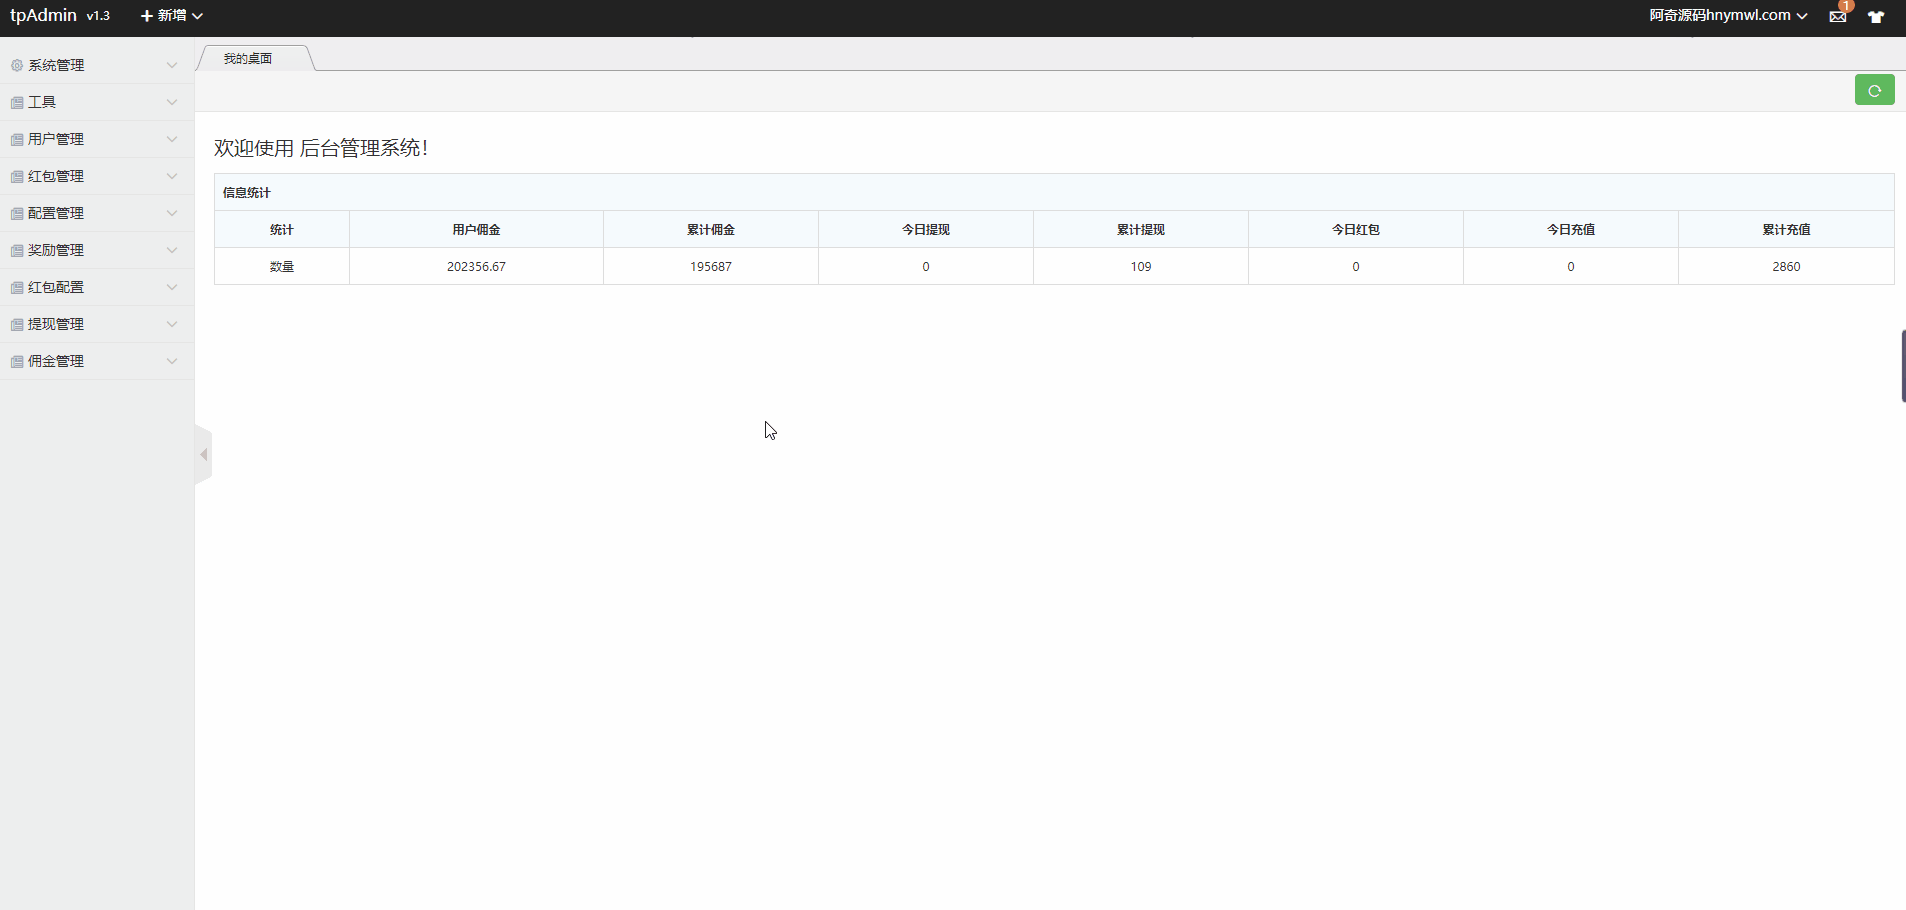 tpAdmin v1.3 新增 阿奇源码hnymwl.com 1
我的桌面
系统管理
工具
用户管理
红包管理
配置管理
奖励管理
红包配置
提现管理
佣金管理
欢迎使用 后台管理系统!
信息统计
统计 用户佣金 累计佣金 今日提现 累计提现 今日红包 今日充值 累计充值
数量 202356.67 195687 0 109 0 0 2860